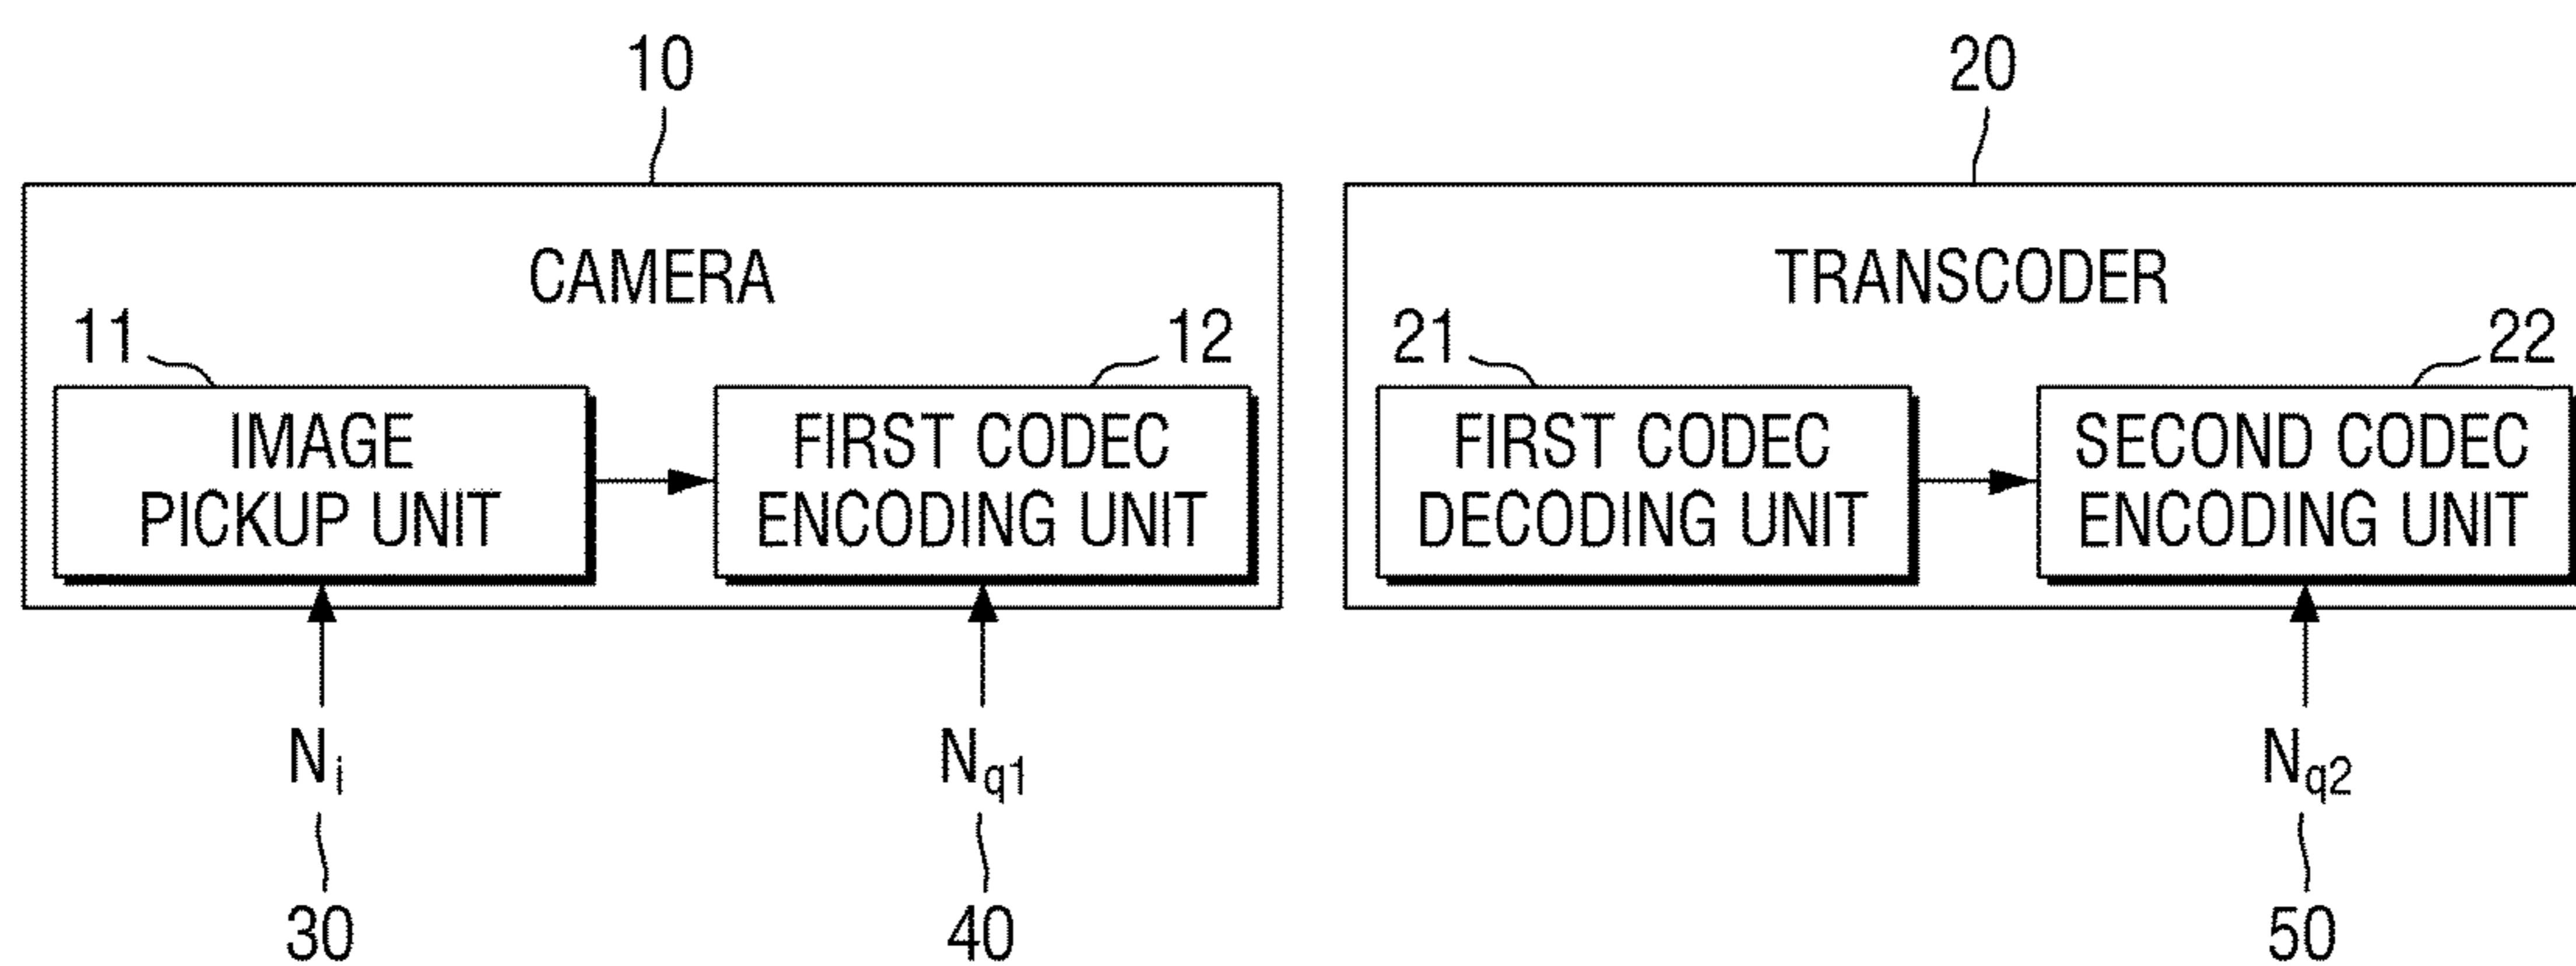 10
20
CAMERA
TRANSCODER
11
12
21
22
IMAGE
PICKUP UNIT
FIRST CODEC
ENCODING UNIT
FIRST CODEC
DECODING UNIT
SECOND CODEC
ENCODING UNIT
Ni
Nq1
Nq2
30
40
50